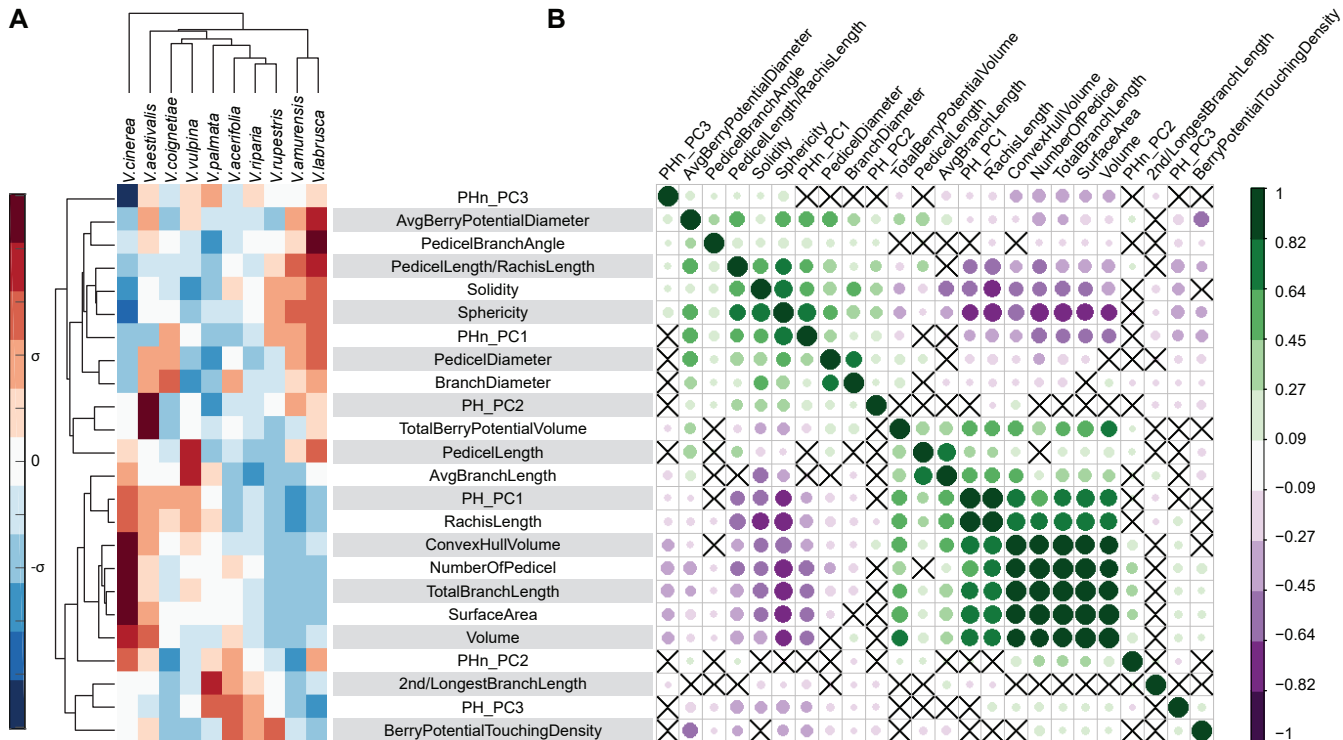 A
B
V.cinerea
V.aestivalis
V.coignetiae
V.vulpina
V.palmata
V.acerifolia
V.riparia
V.rupestris
V.amurensis
V.labrusca
PHn_PC3
AvgBerryPotentialDiameter
PedicelBranchAngle
PedicelLength/RachisLength
Solidity
Sphericity
PHn_PC1
PedicelDiameter
BranchDiameter
PH_PC2
TotalBerryPotentialVolume
PedicelLength
AvgBranchLength
PH_PC1
RachisLength
ConvexHullVolume
NumberOfPedicel
TotalBranchLength
SurfaceArea
Volume
PHn_PC2
2nd/LongestBranchLength
PH_PC3
BerryPotentialTouchingDensity
σ
0
-σ
PHn_PC3
AvgBerryPotentialDiameter
PedicelBranchAngle
PedicelLength/RachisLength
Solidity
Sphericity
PHn_PC1
PedicelDiameter
BranchDiameter
PH_PC2
TotalBerryPotentialVolume
PedicelLength
AvgBranchLength
PH_PC1
RachisLength
ConvexHullVolume
NumberOfPedicel
TotalBranchLength
SurfaceArea
Volume
PHn_PC2
2nd/LongestBranchLength
PH_PC3
BerryPotentialTouchingDensity
1
0.82
0.64
0.45
0.27
0.09
−0.09
−0.27
−0.45
−0.64
−0.82
−1